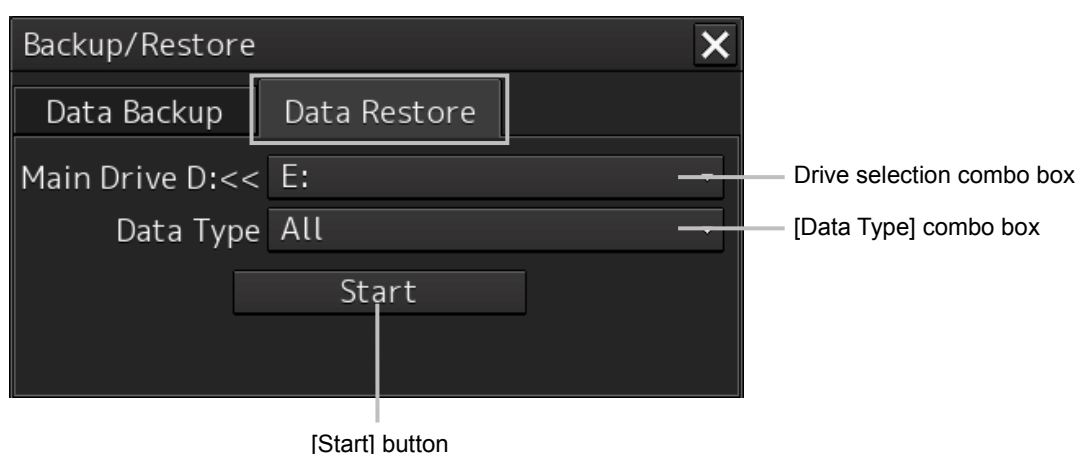 Backup/Restore
Data Backup Data Restore
Main Drive D:<< E: Drive selection combo box
Data Type All [Data Type] combo box
Start
[Start] button